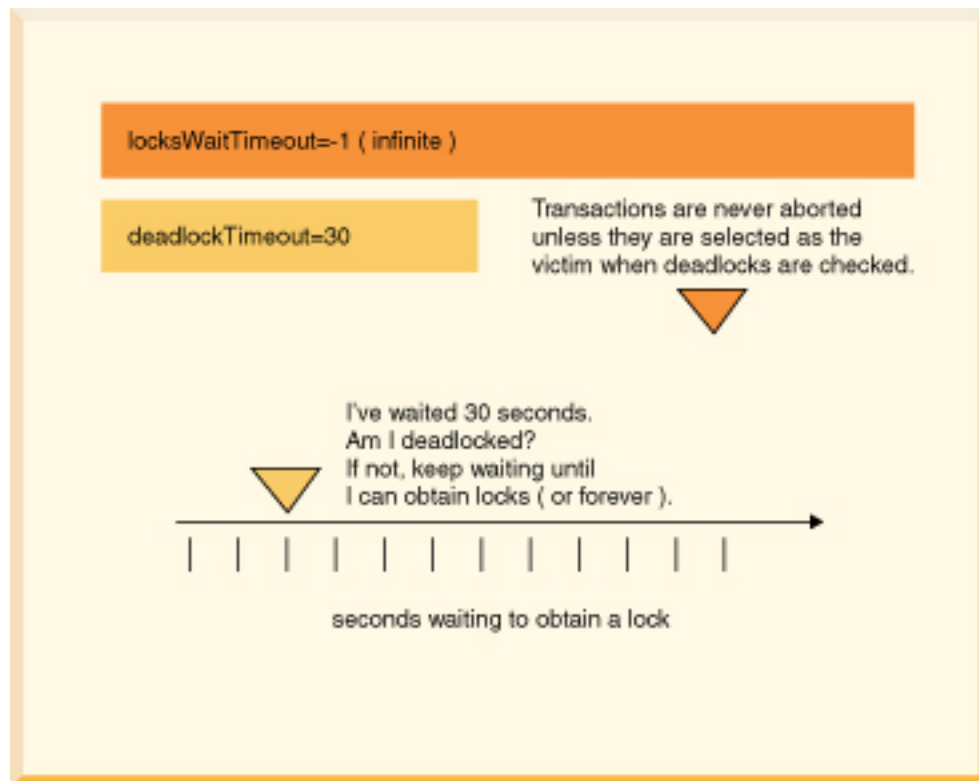 locksWaitTimeout=-1 ( infinite )
deadlockTimeout=30
Transactions are never aborted
unless they are selected as the
victim when deadlocks are checked.
I've waited 30 seconds.
Am I deadlocked?
If not, keep waiting until
I can obtain locks ( or forever ).
seconds waiting to obtain a lock